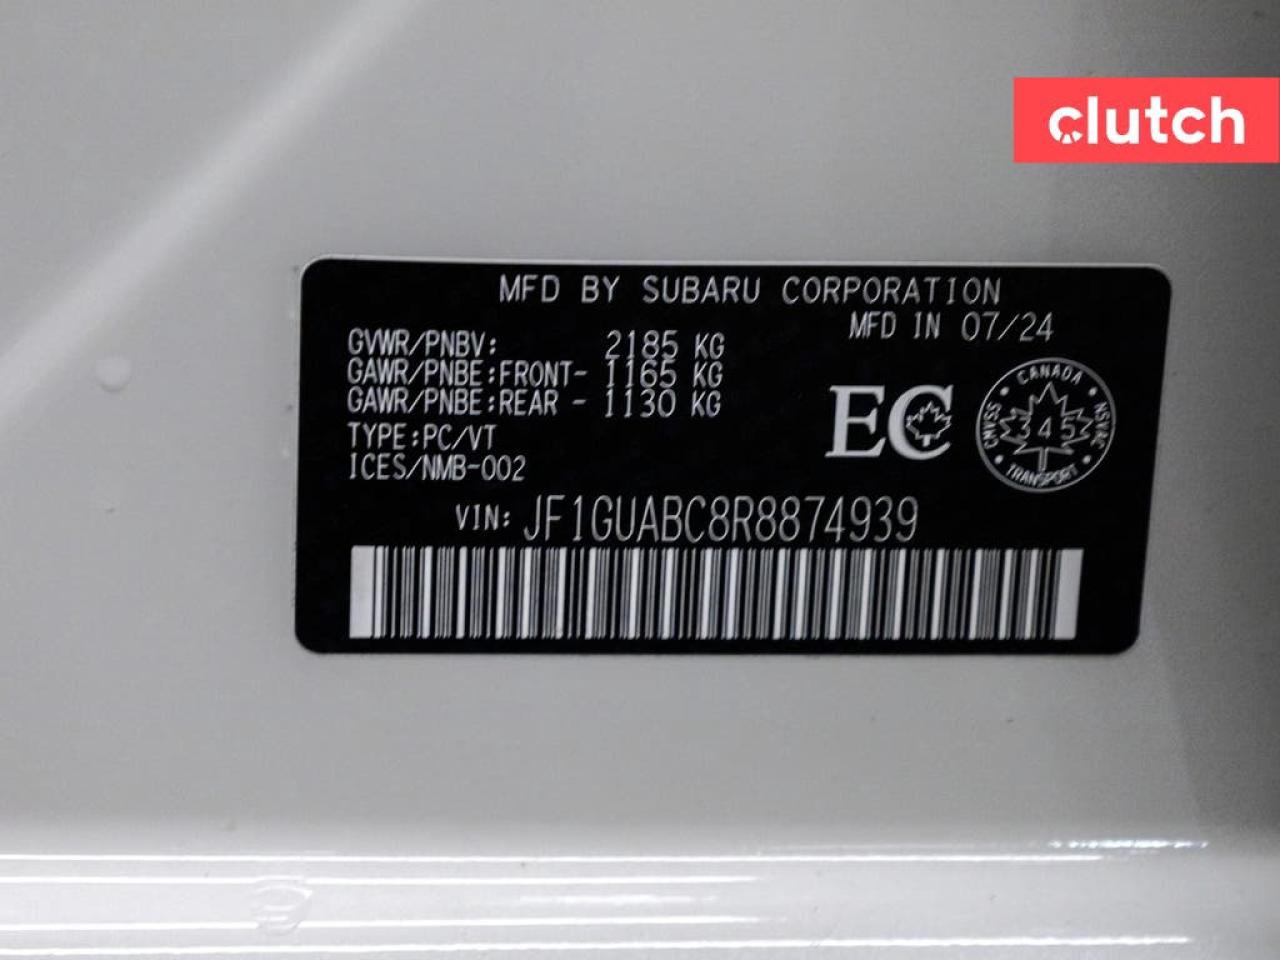 clutch
MFD BY SUBARU CORPORATION
MFD IN 07/24
GVWR/PNBV: 2185 KG
GAWR/PNBE:FRONT- 1165 KG
GAWR/PNBE:REAR - 1130 KG
TYPE:PC/VT
ICES/NMB-002
EC
CANADA
CMVSS
345
NSVAC
TRANSPORT
VIN: JF1GUABC8R8874939